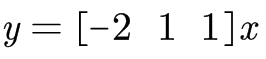 y = [-2 1 1]x